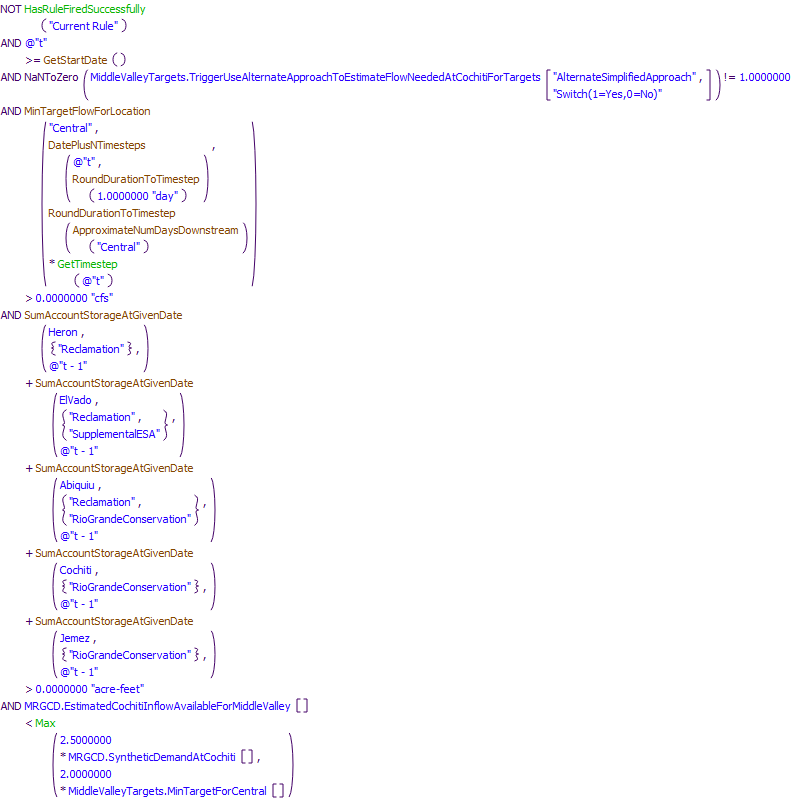 NOT HasRuleFiredSuccessfully
( "Current Rule" )
AND @"t"
>= GetStartDate ()
AND NaNToZero ( MiddleValleyTargets.TriggerUseAlternateApproachToEstimateFlowNeededAtCochitiForTargets [ "AlternateSimplifiedApproach" , ] ) != 1.0000000
"Switch(1=Yes,0=No)"
AND MinTargetFlowForLocation
( "Central" ,
DatePlusNTimesteps ,
( @"t" ,
RoundDurationToTimestep
( 1.0000000 "day" ) )
RoundDurationToTimestep
( ApproximateNumDaysDownstream
( "Central" ) )
* GetTimestep
( @"t" ) )
> 0.0000000 "cfs"
AND SumAccountStorageAtGivenDate
( Heron ,
{ "Reclamation" } ,
@"t - 1" )
+ SumAccountStorageAtGivenDate
( ElVado ,
{ "Reclamation" , } ,
"SupplementalESA"
@"t - 1" )
+ SumAccountStorageAtGivenDate
( Abiquiu ,
{ "Reclamation" , } ,
"RioGrandeConservation"
@"t - 1" )
+ SumAccountStorageAtGivenDate
( Cochiti ,
{ "RioGrandeConservation" } ,
@"t - 1" )
+ SumAccountStorageAtGivenDate
( Jemez ,
{ "RioGrandeConservation" } ,
@"t - 1" )
> 0.0000000 "acre-feet"
AND MRGCD.EstimatedCochitiInflowAvailableForMiddleValley []
< Max
( 2.5000000
* MRGCD.SyntheticDemandAtCochiti [] ,
2.0000000
* MiddleValleyTargets.MinTargetForCentral [] )